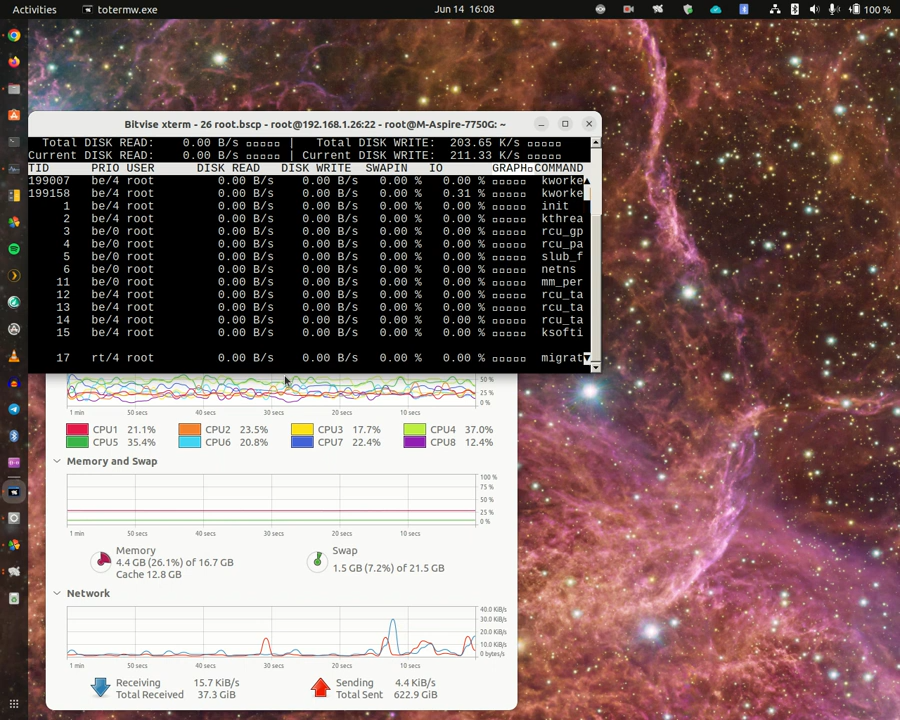 Activities totermw.exe Jun 14 16:08 100 %
Bitvise xterm - 26 root.bscp - root@192.168.1.26:22 - root@M-Aspire-7750G: ~
Total DISK READ: 0.00 B/s | Total DISK WRITE: 203.65 K/s
Current DISK READ: 0.00 B/s | Current DISK WRITE: 211.33 K/s
TID PRIO USER DISK READ DISK WRITE SWAPIN IO GRAPH COMMAND
199007 be/4 root 0.00 B/s 0.00 B/s 0.00 % 0.00 % kworke
199158 be/4 root 0.00 B/s 0.00 B/s 0.00 % 0.31 % kworke
1 be/4 root 0.00 B/s 0.00 B/s 0.00 % 0.00 % init
2 be/4 root 0.00 B/s 0.00 B/s 0.00 % 0.00 % kthrea
3 be/0 root 0.00 B/s 0.00 B/s 0.00 % 0.00 % rcu_gp
4 be/0 root 0.00 B/s 0.00 B/s 0.00 % 0.00 % rcu_pa
5 be/0 root 0.00 B/s 0.00 B/s 0.00 % 0.00 % slub_f
6 be/0 root 0.00 B/s 0.00 B/s 0.00 % 0.00 % netns
11 be/0 root 0.00 B/s 0.00 B/s 0.00 % 0.00 % mm_per
12 be/4 root 0.00 B/s 0.00 B/s 0.00 % 0.00 % rcu_ta
13 be/4 root 0.00 B/s 0.00 B/s 0.00 % 0.00 % rcu_ta
14 be/4 root 0.00 B/s 0.00 B/s 0.00 % 0.00 % rcu_ta
15 be/4 root 0.00 B/s 0.00 B/s 0.00 % 0.00 % ksofti
17 rt/4 root 0.00 B/s 0.00 B/s 0.00 % 0.00 % migrat
50 %
25 %
0 %
1 min 50 secs 40 secs 30 secs 20 secs 10 secs
CPU1 21.1% CPU2 23.5% CPU3 17.7% CPU4 37.0%
CPU5 35.4% CPU6 20.8% CPU7 22.4% CPU8 12.4%
Memory and Swap
100 %
75 %
50 %
25 %
0 %
1 min 50 secs 40 secs 30 secs 20 secs 10 secs
Memory
4.4 GB (26.1%) of 16.7 GB
Cache 12.8 GB
Swap
1.5 GB (7.2%) of 21.5 GB
Network
40.0 KiB/s
30.0 KiB/s
20.0 KiB/s
10.0 KiB/s
0 bytes/s
1 min 50 secs 40 secs 30 secs 20 secs 10 secs
Receiving 15.7 KiB/s
Total Received 37.3 GiB
Sending 4.4 KiB/s
Total Sent 622.9 GiB